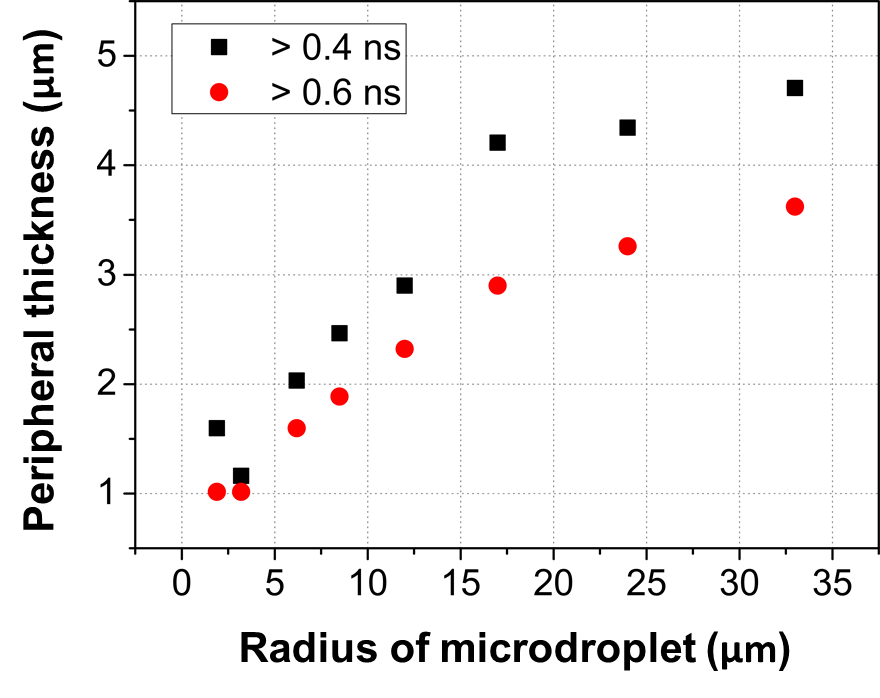 > 0.4 ns
> 0.6 ns
Peripheral thickness (μm)
5
4
3
2
1
0 5 10 15 20 25 30 35
Radius of microdroplet (μm)